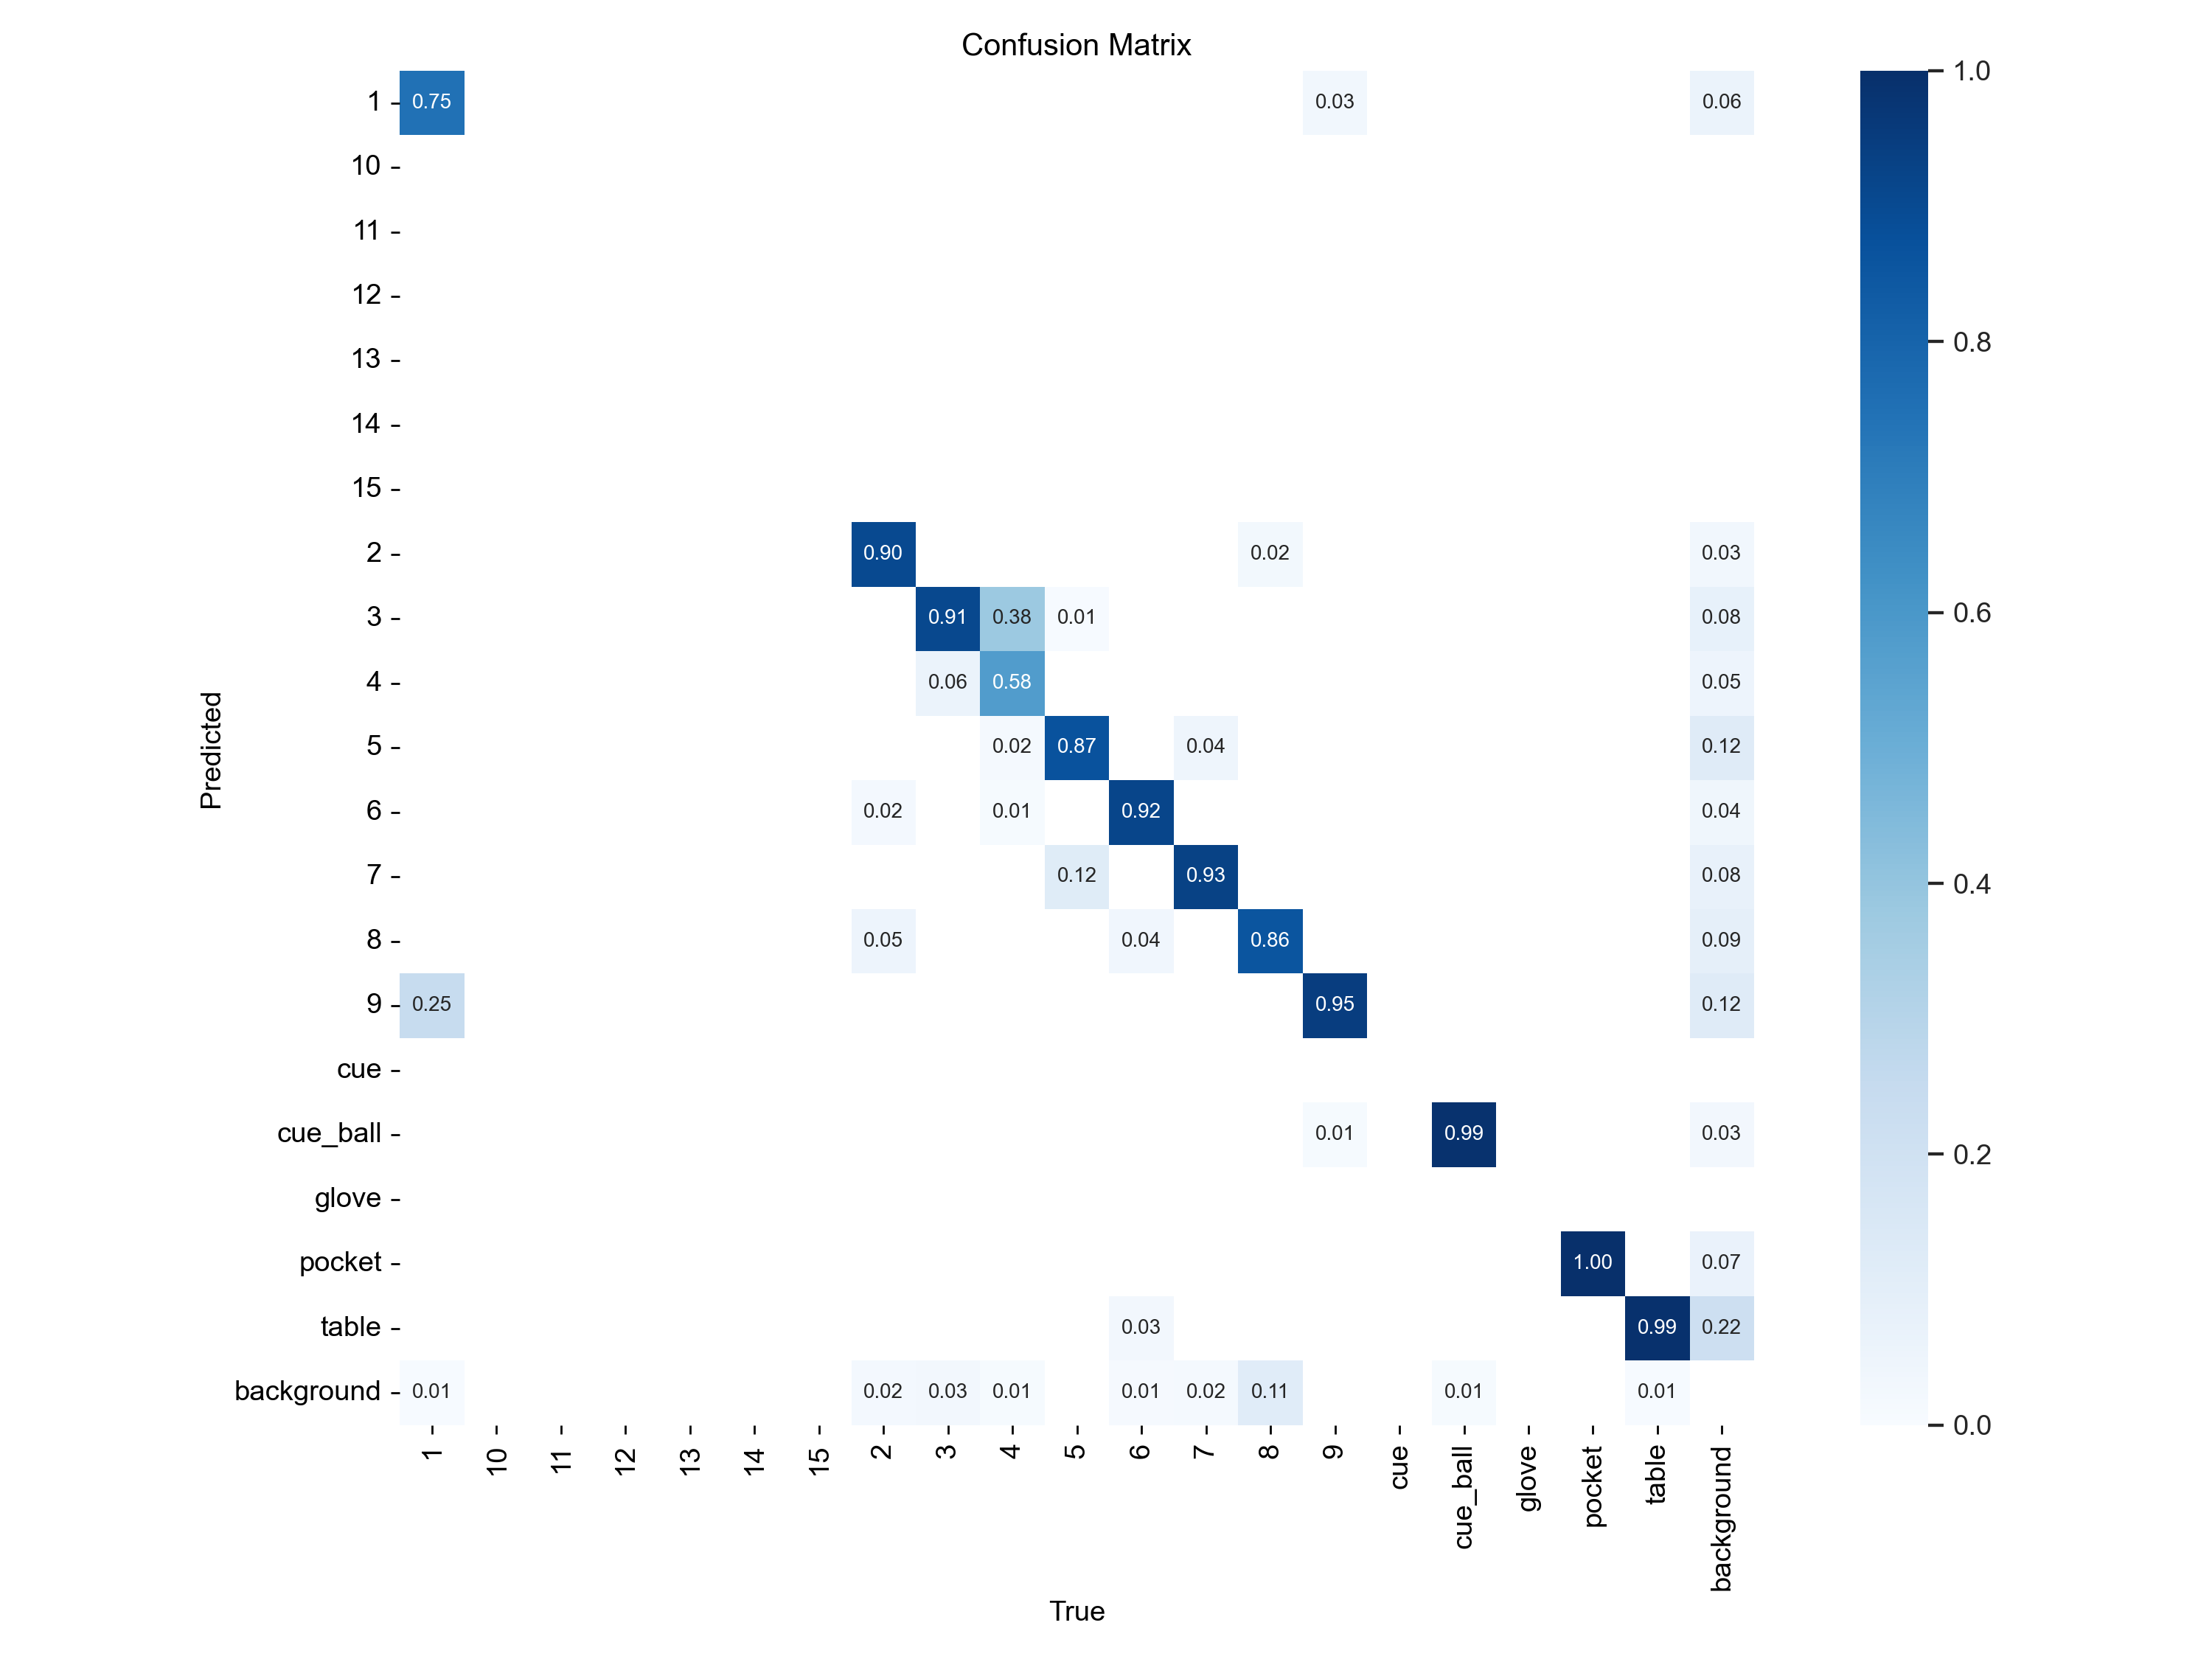 Confusion Matrix
1 0.75 0.03 0.06
10
11
12
13
14
15
2 0.90 0.02 0.03
3 0.91 0.38 0.01 0.08
4 0.06 0.58 0.05
5 0.02 0.87 0.04 0.12
6 0.02 0.01 0.92 0.04
7 0.12 0.93 0.08
8 0.05 0.04 0.86 0.09
9 0.25 0.95 0.12
cue
cue_ball 0.01 0.99 0.03
glove
pocket 1.00 0.07
table 0.03 0.99 0.22
background 0.01 0.02 0.03 0.01 0.01 0.02 0.11 0.01 0.01
1 10 11 12 13 14 15 2 3 4 5 6 7 8 9 cue cue_ball glove pocket table background
True
Predicted
1.0
0.8
0.6
0.4
0.2
0.0